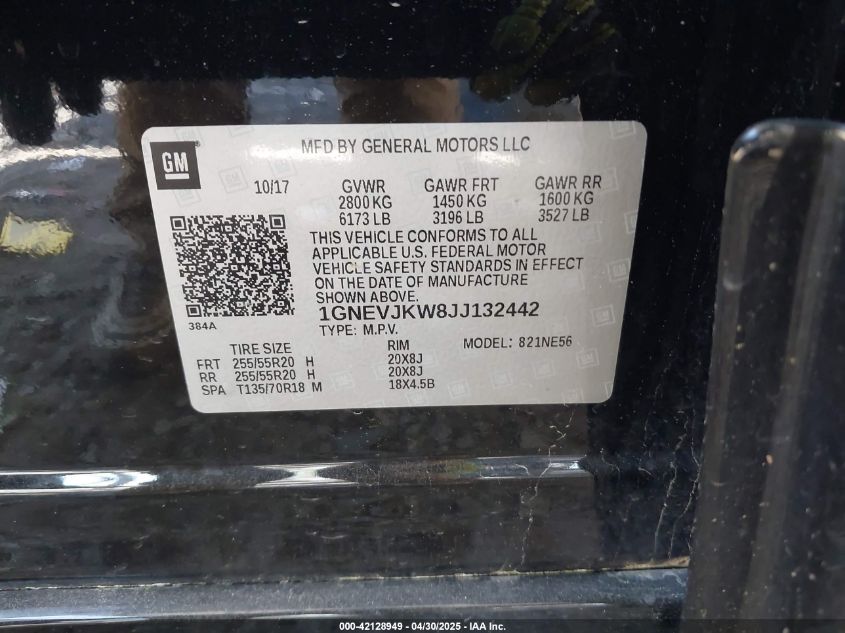 GM
MFD BY GENERAL MOTORS LLC
10/17
GVWR GAWR FRT GAWR RR
2800 KG 1450 KG 1600 KG
6173 LB 3196 LB 3527 LB
THIS VEHICLE CONFORMS TO ALL
APPLICABLE U.S. FEDERAL MOTOR
VEHICLE SAFETY STANDARDS IN EFFECT
ON THE DATE OF MANUFACTURE
SHOWN ABOVE.
384A
1GNEVJKW8JJ132442
TYPE: M.P.V.
MODEL: 821NE56
TIRE SIZE RIM
FRT 255/55R20 H 20X8J
RR 255/55R20 H 20X8J
SPA T135/70R18 M 18X4.5B
000-42128949 - 04/30/2025 - IAA Inc.